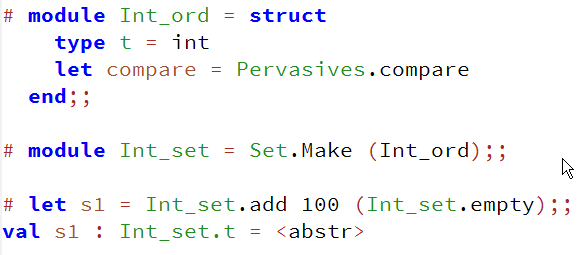 # module Int_ord = struct
    type t = int
    let compare = Pervasives.compare
  end;;
# module Int_set = Set.Make (Int_ord);;
# let s1 = Int_set.add 100 (Int_set.empty);;
val s1 : Int_set.t = <abstr>